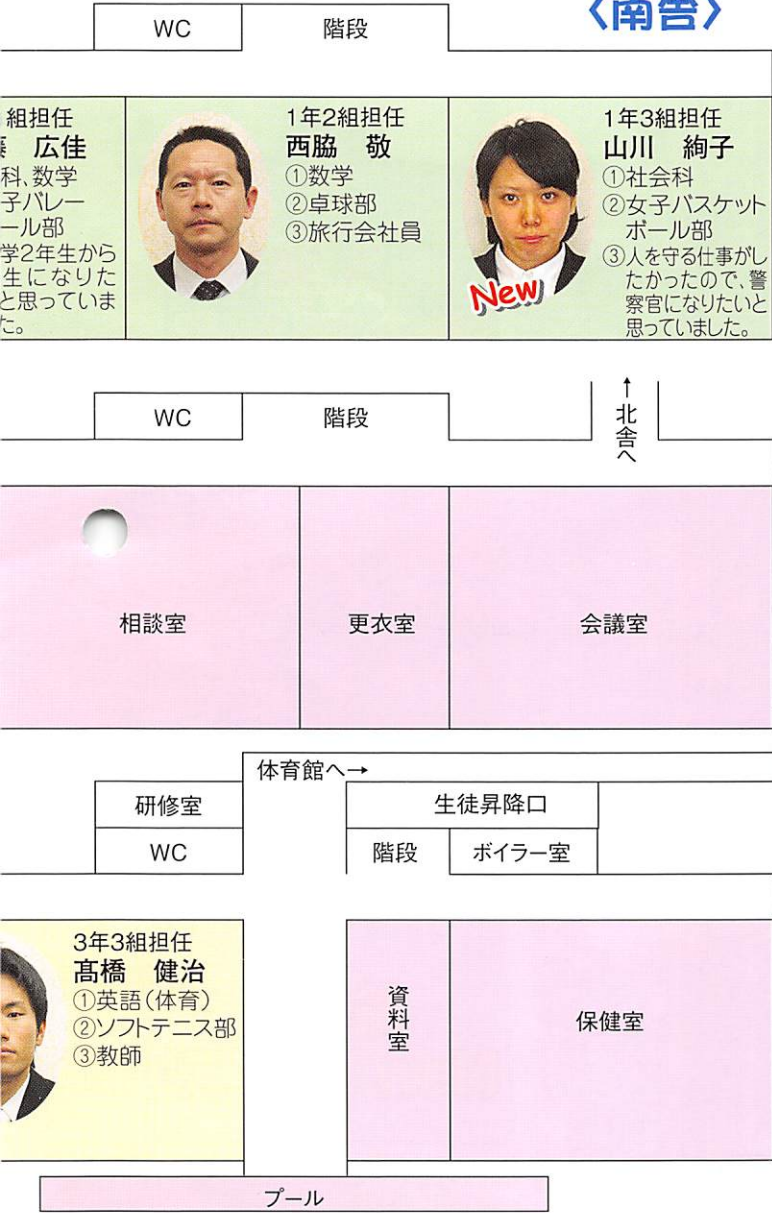 〈南舎〉
WC
階段
組担任
広佳
科、数学
子バレー
ール部
学2年生から
生になりた
と思っていま
た。
1年2組担任
西脇 敬
①数学
②卓球部
③旅行会社員
1年3組担任
山川 絢子
①社会科
②女子バスケット
ボール部
③人を守る仕事がし
たかったので、警
察官になりたいと
思っていました。
New
WC
階段
↑北舎へ
相談室
更衣室
会議室
体育館へ→
研修室
生徒昇降口
WC
階段
ボイラー室
3年3組担任
髙橋 健治
①英語(体育)
②ソフトテニス部
③教師
資料室
保健室
プール